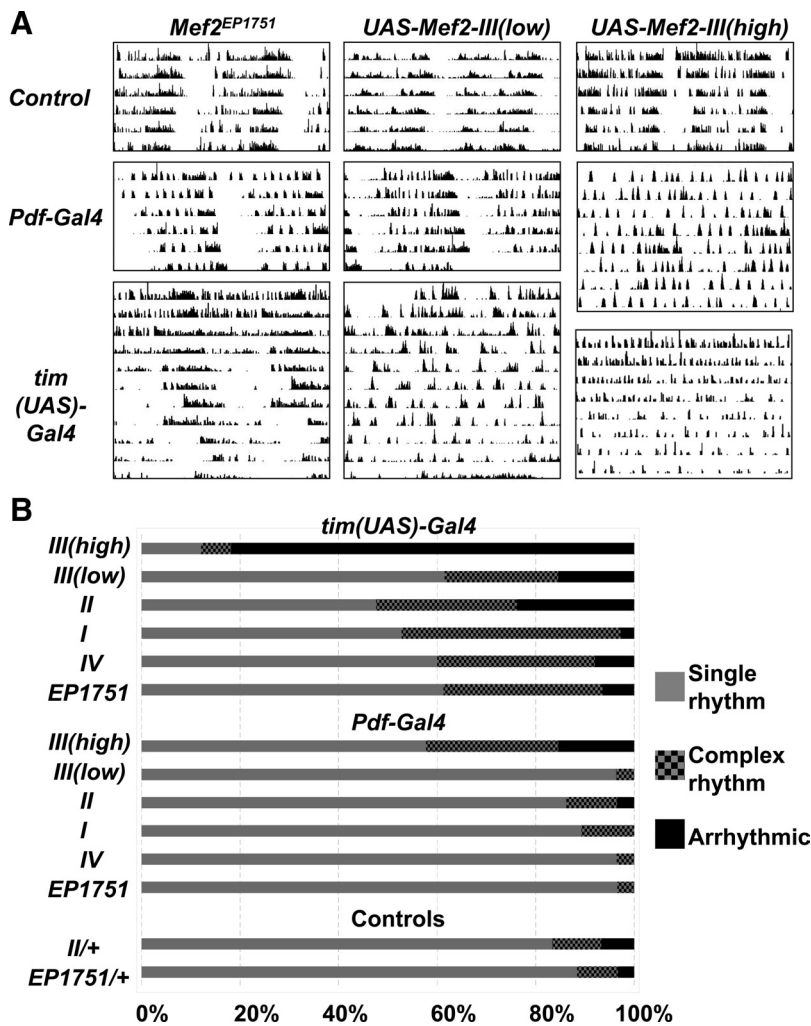 A
Mef2EP1751 UAS-Mef2-III(low) UAS-Mef2-III(high)
Control
Pdf-Gal4
tim
(UAS)-
Gal4
B
tim(UAS)-Gal4
III(high)
III(low)
II
I
IV
EP1751
Pdf-Gal4
III(high)
III(low)
II
I
IV
EP1751
Controls
II/+
EP1751/+
0% 20% 40% 60% 80% 100%
Single
rhythm
Complex
rhythm
Arrhythmic